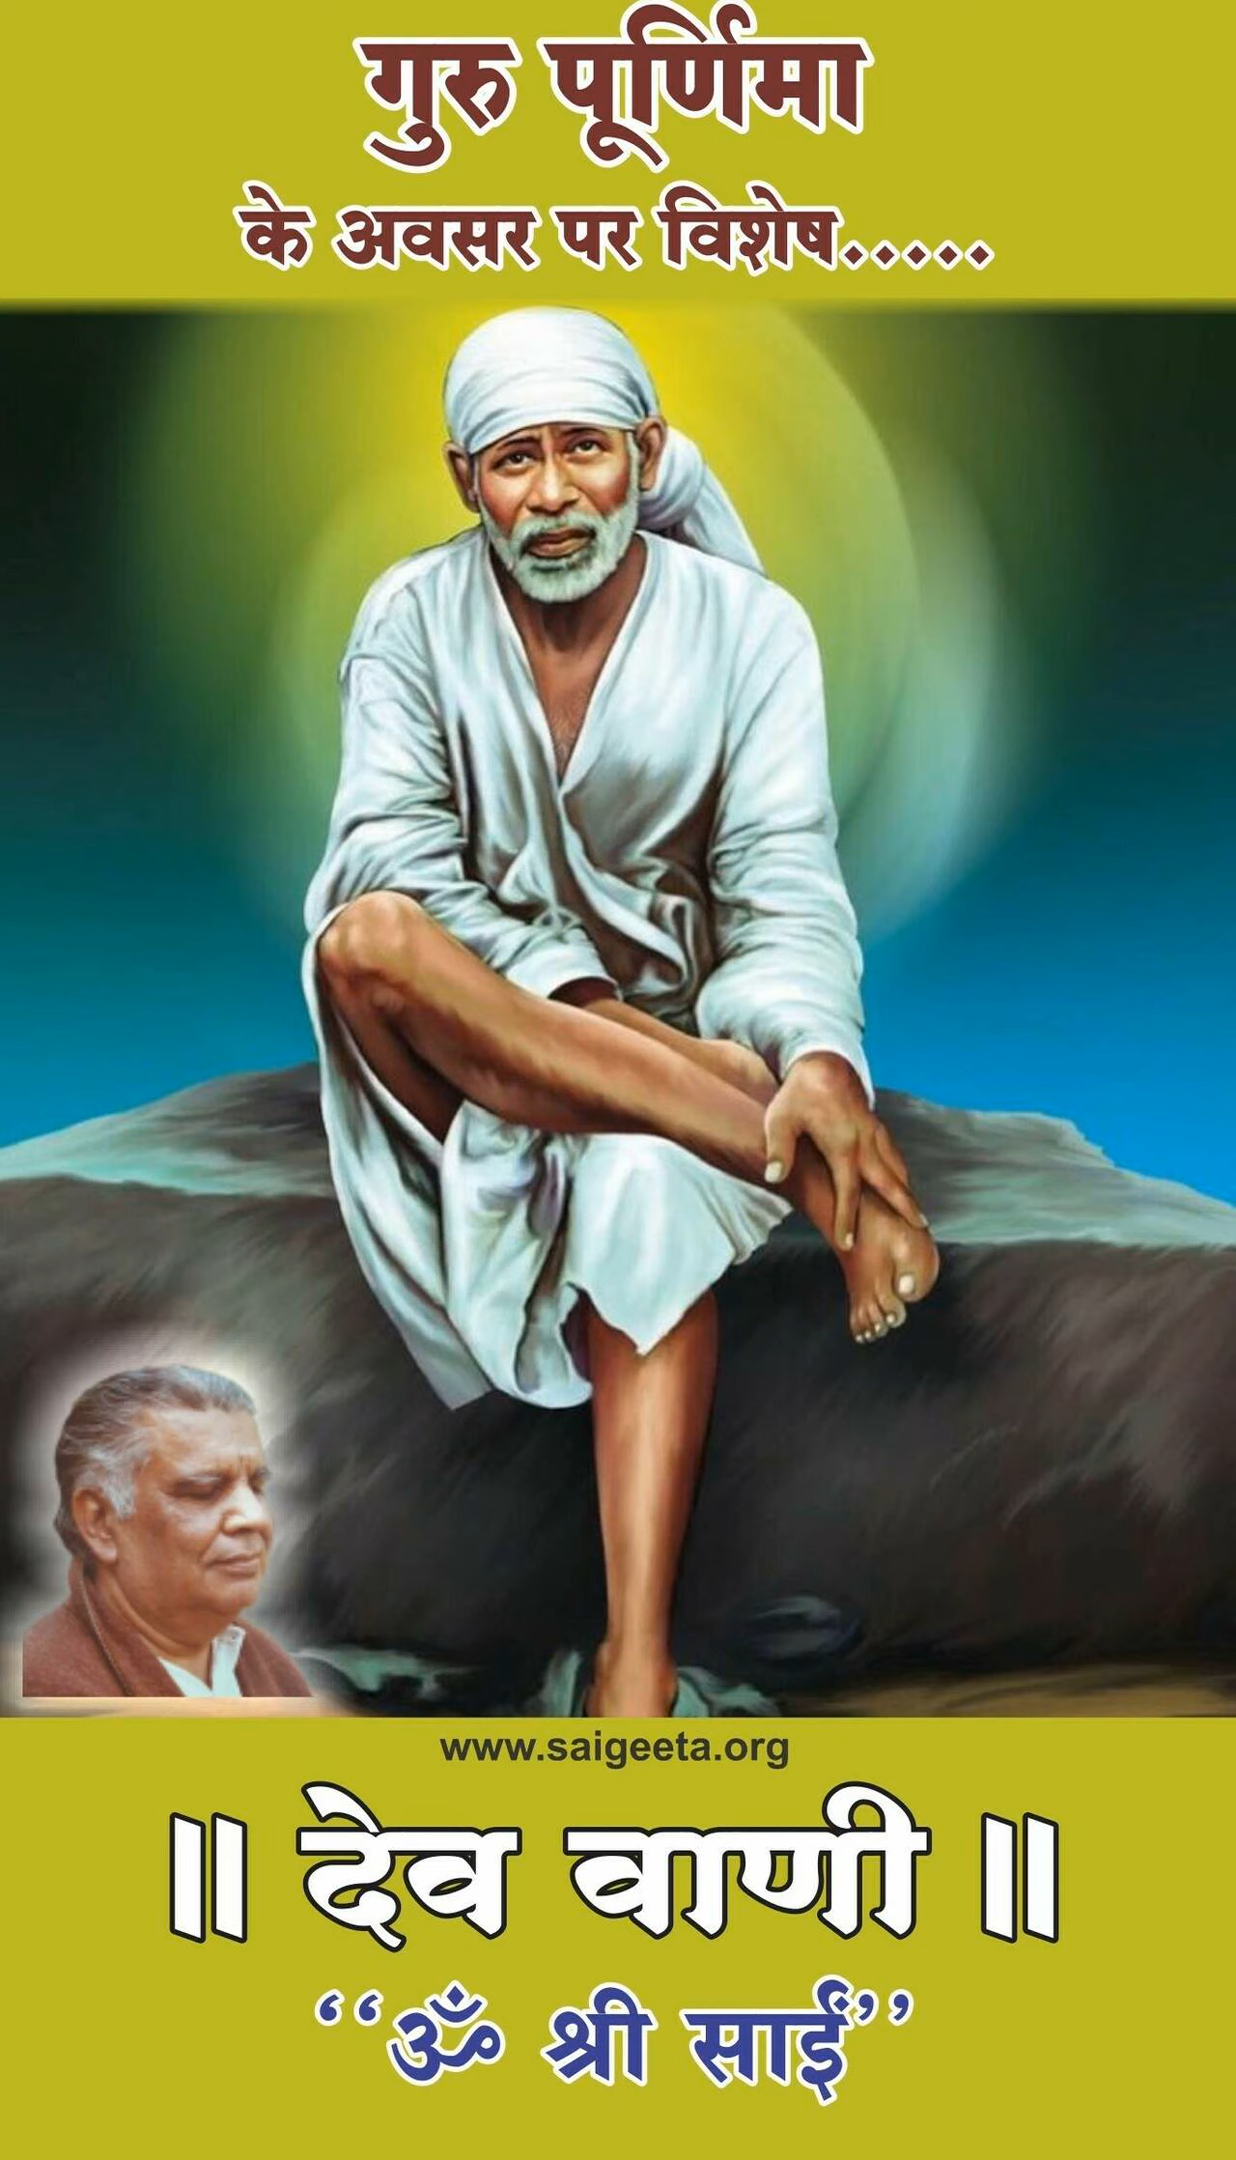 गुरु पूर्णिमा
के अवसर पर विशेष.....
www.saigeeta.org
॥ देव वाणी ॥
‘‘ॐ श्री साईं’’